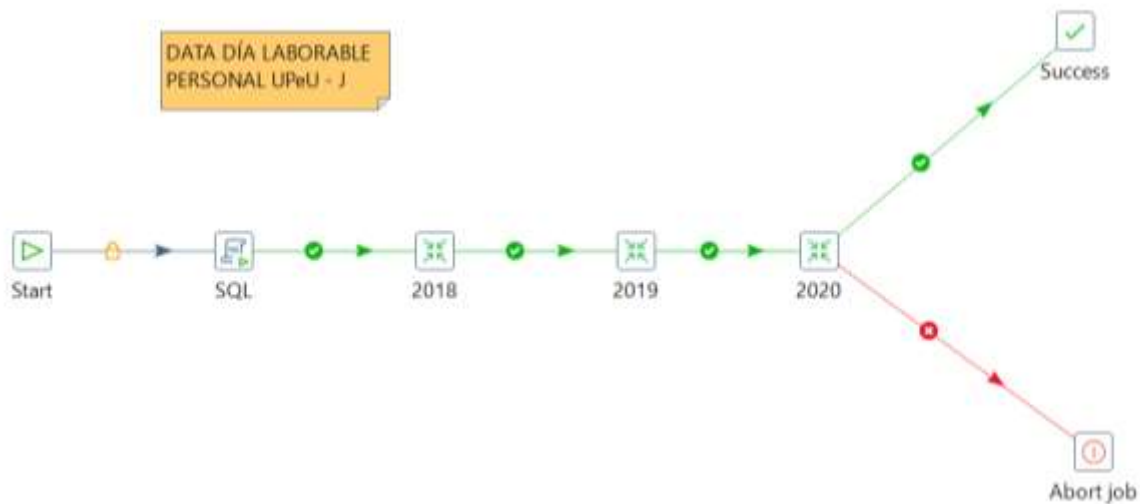 DATA DÍA LABORABLE
PERSONAL UPeU - J
Success
Start
SQL
2018
2019
2020
Abort job